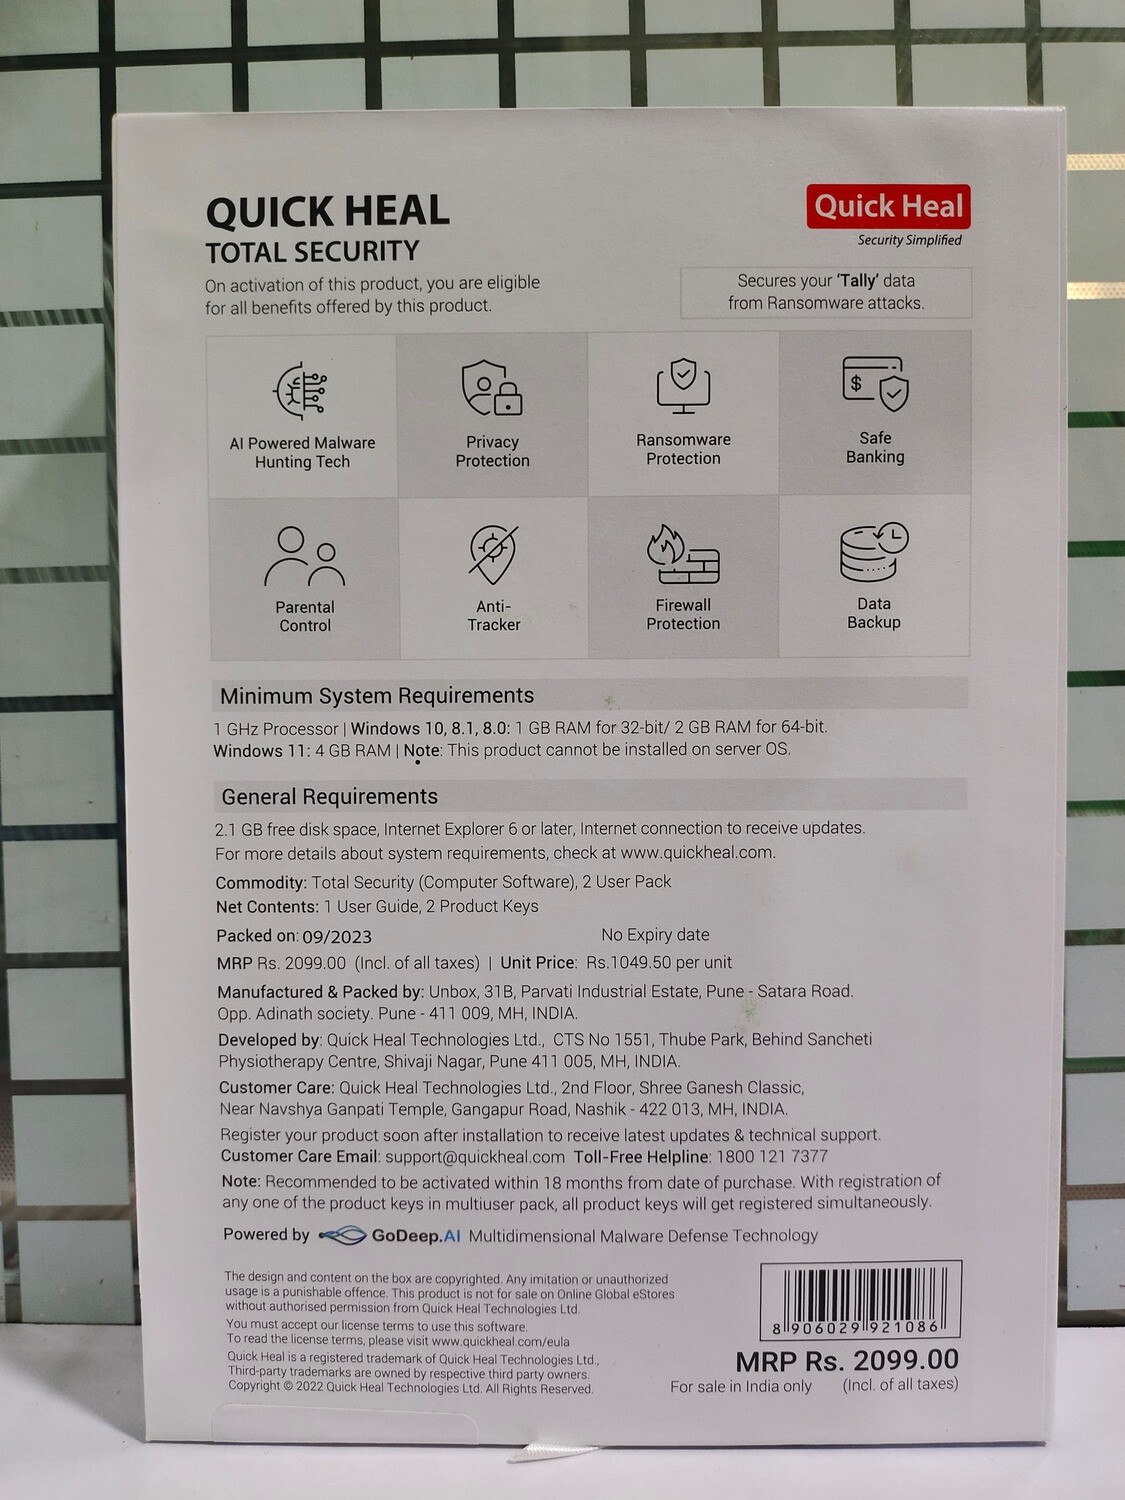 QUICK HEAL
TOTAL SECURITY
On activation of this product, you are eligible
for all benefits offered by this product.
Quick Heal
Security Simplified
Secures your 'Tally' data
from Ransomware attacks.
AI Powered Malware
Hunting Tech
Privacy
Protection
Ransomware
Protection
Safe
Banking
Parental
Control
Anti-
Tracker
Firewall
Protection
Data
Backup
Minimum System Requirements
1 GHz Processor | Windows 10, 8.1, 8.0: 1 GB RAM for 32-bit/ 2 GB RAM for 64-bit.
Windows 11: 4 GB RAM | Note: This product cannot be installed on server OS.
General Requirements
2.1 GB free disk space, Internet Explorer 6 or later, Internet connection to receive updates.
For more details about system requirements, check at www.quickheal.com.
Commodity: Total Security (Computer Software), 2 User Pack
Net Contents: 1 User Guide, 2 Product Keys
Packed on: 09/2023 No Expiry date
MRP Rs. 2099.00 (Incl. of all taxes) | Unit Price: Rs.1049.50 per unit
Manufactured & Packed by: Unbox, 31B, Parvati Industrial Estate, Pune - Satara Road.
Opp. Adinath society. Pune - 411 009, MH, INDIA.
Developed by: Quick Heal Technologies Ltd., CTS No 1551, Thube Park, Behind Sancheti
Physiotherapy Centre, Shivaji Nagar, Pune 411 005, MH, INDIA.
Customer Care: Quick Heal Technologies Ltd., 2nd Floor, Shree Ganesh Classic,
Near Navshya Ganpati Temple, Gangapur Road, Nashik - 422 013, MH, INDIA.
Register your product soon after installation to receive latest updates & technical support.
Customer Care Email: support@quickheal.com Toll-Free Helpline: 1800 121 7377
Note: Recommended to be activated within 18 months from date of purchase. With registration of
any one of the product keys in multiuser pack, all product keys will get registered simultaneously.
Powered by GoDeep.AI Multidimensional Malware Defense Technology
The design and content on the box are copyrighted. Any imitation or unauthorized
usage is a punishable offence. This product is not for sale on Online Global eStores
without authorised permission from Quick Heal Technologies Ltd.
You must accept our license terms to use this software.
To read the license terms, please visit www.quickheal.com/eula
Quick Heal is a registered trademark of Quick Heal Technologies Ltd.,
Third-party trademarks are owned by respective third party owners.
Copyright © 2022 Quick Heal Technologies Ltd. All Rights Reserved.
8 906029 921086
MRP Rs. 2099.00
For sale in India only (Incl. of all taxes)